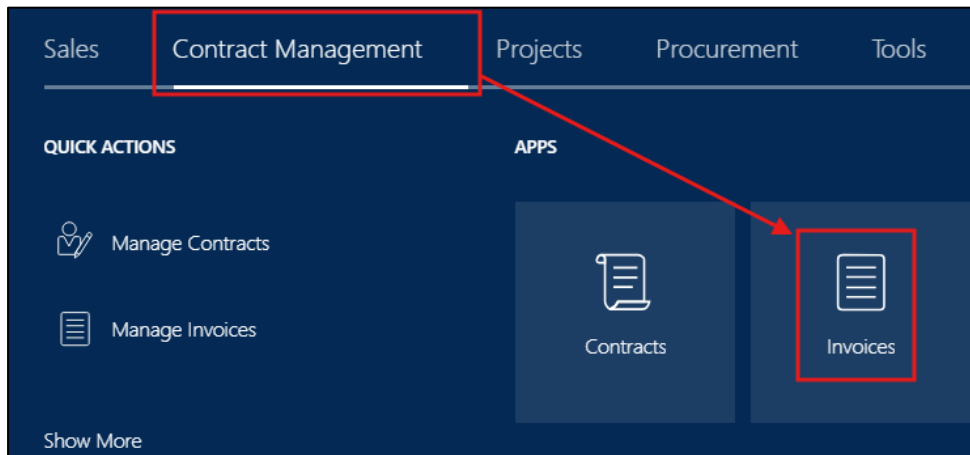 Sales Contract Management Projects Procurement Tools
QUICK ACTIONS
APPS
Manage Contracts
Manage Invoices
Contracts
Invoices
Show More